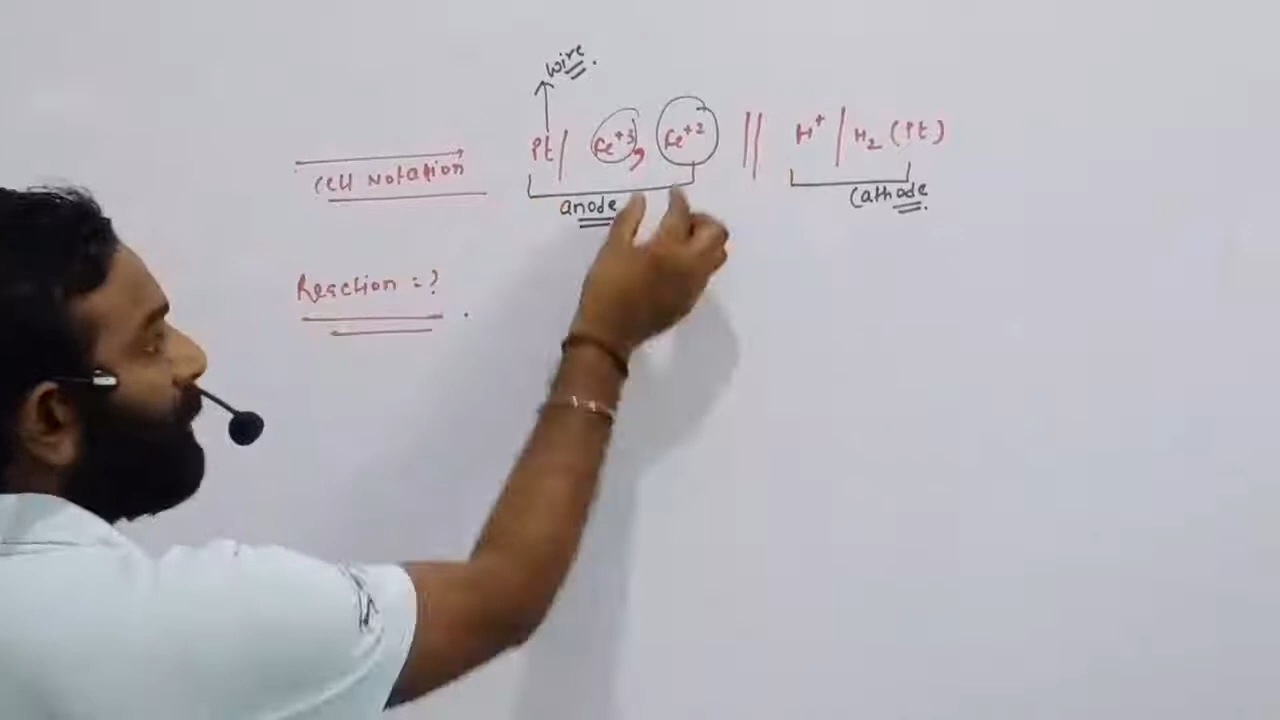 wire.
Cell Notation Pt / Fe+3, Fe+2 || H+ / H2 (Pt)
anode Cathode.
Reaction = ?